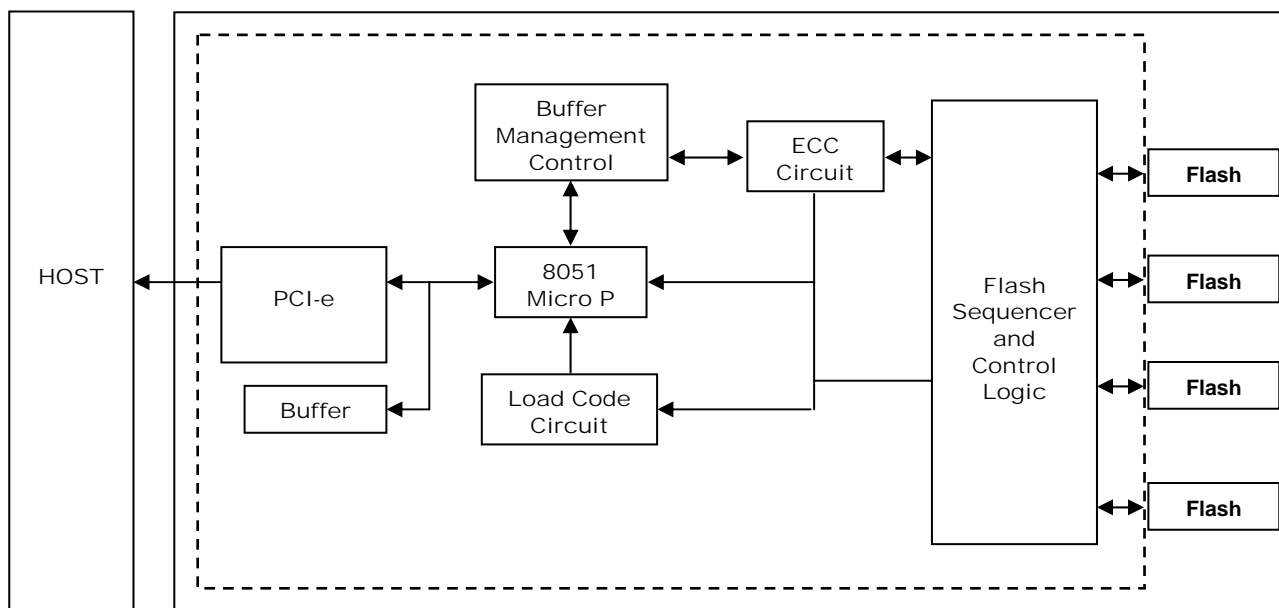 HOST
PCI-e
Buffer
Buffer
Management
Control
8051
Micro P
Load Code
Circuit
ECC
Circuit
Flash
Sequencer
and
Control
Logic
Flash
Flash
Flash
Flash